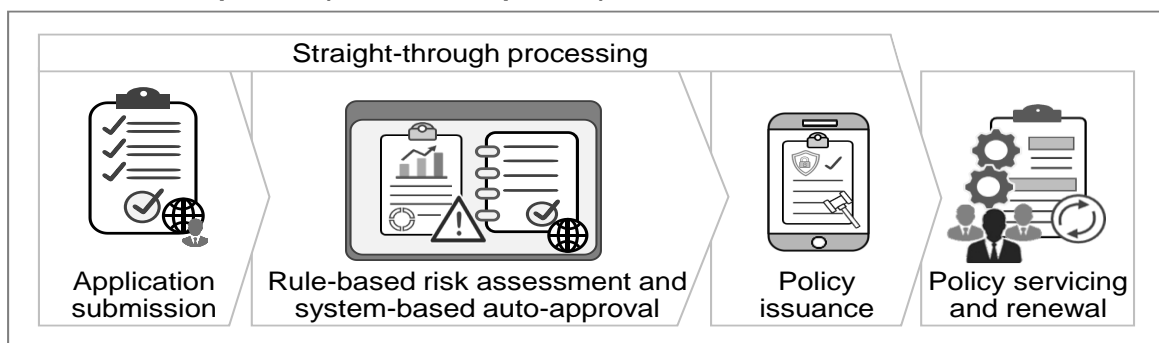 Straight-through processing
Application
submission
Rule-based risk assessment and
system-based auto-approval
Policy
issuance
Policy servicing
and renewal